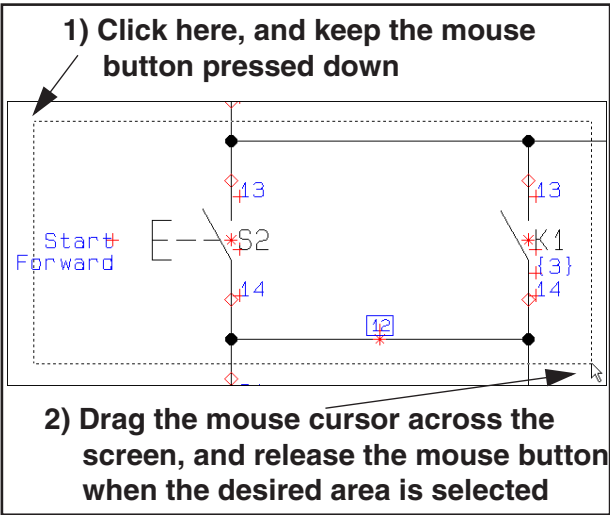 1) Click here, and keep the mouse
button pressed down
13
13
Start
S2
K1
Forward
{3}
14
14
12
2) Drag the mouse cursor across the
screen, and release the mouse button
when the desired area is selected